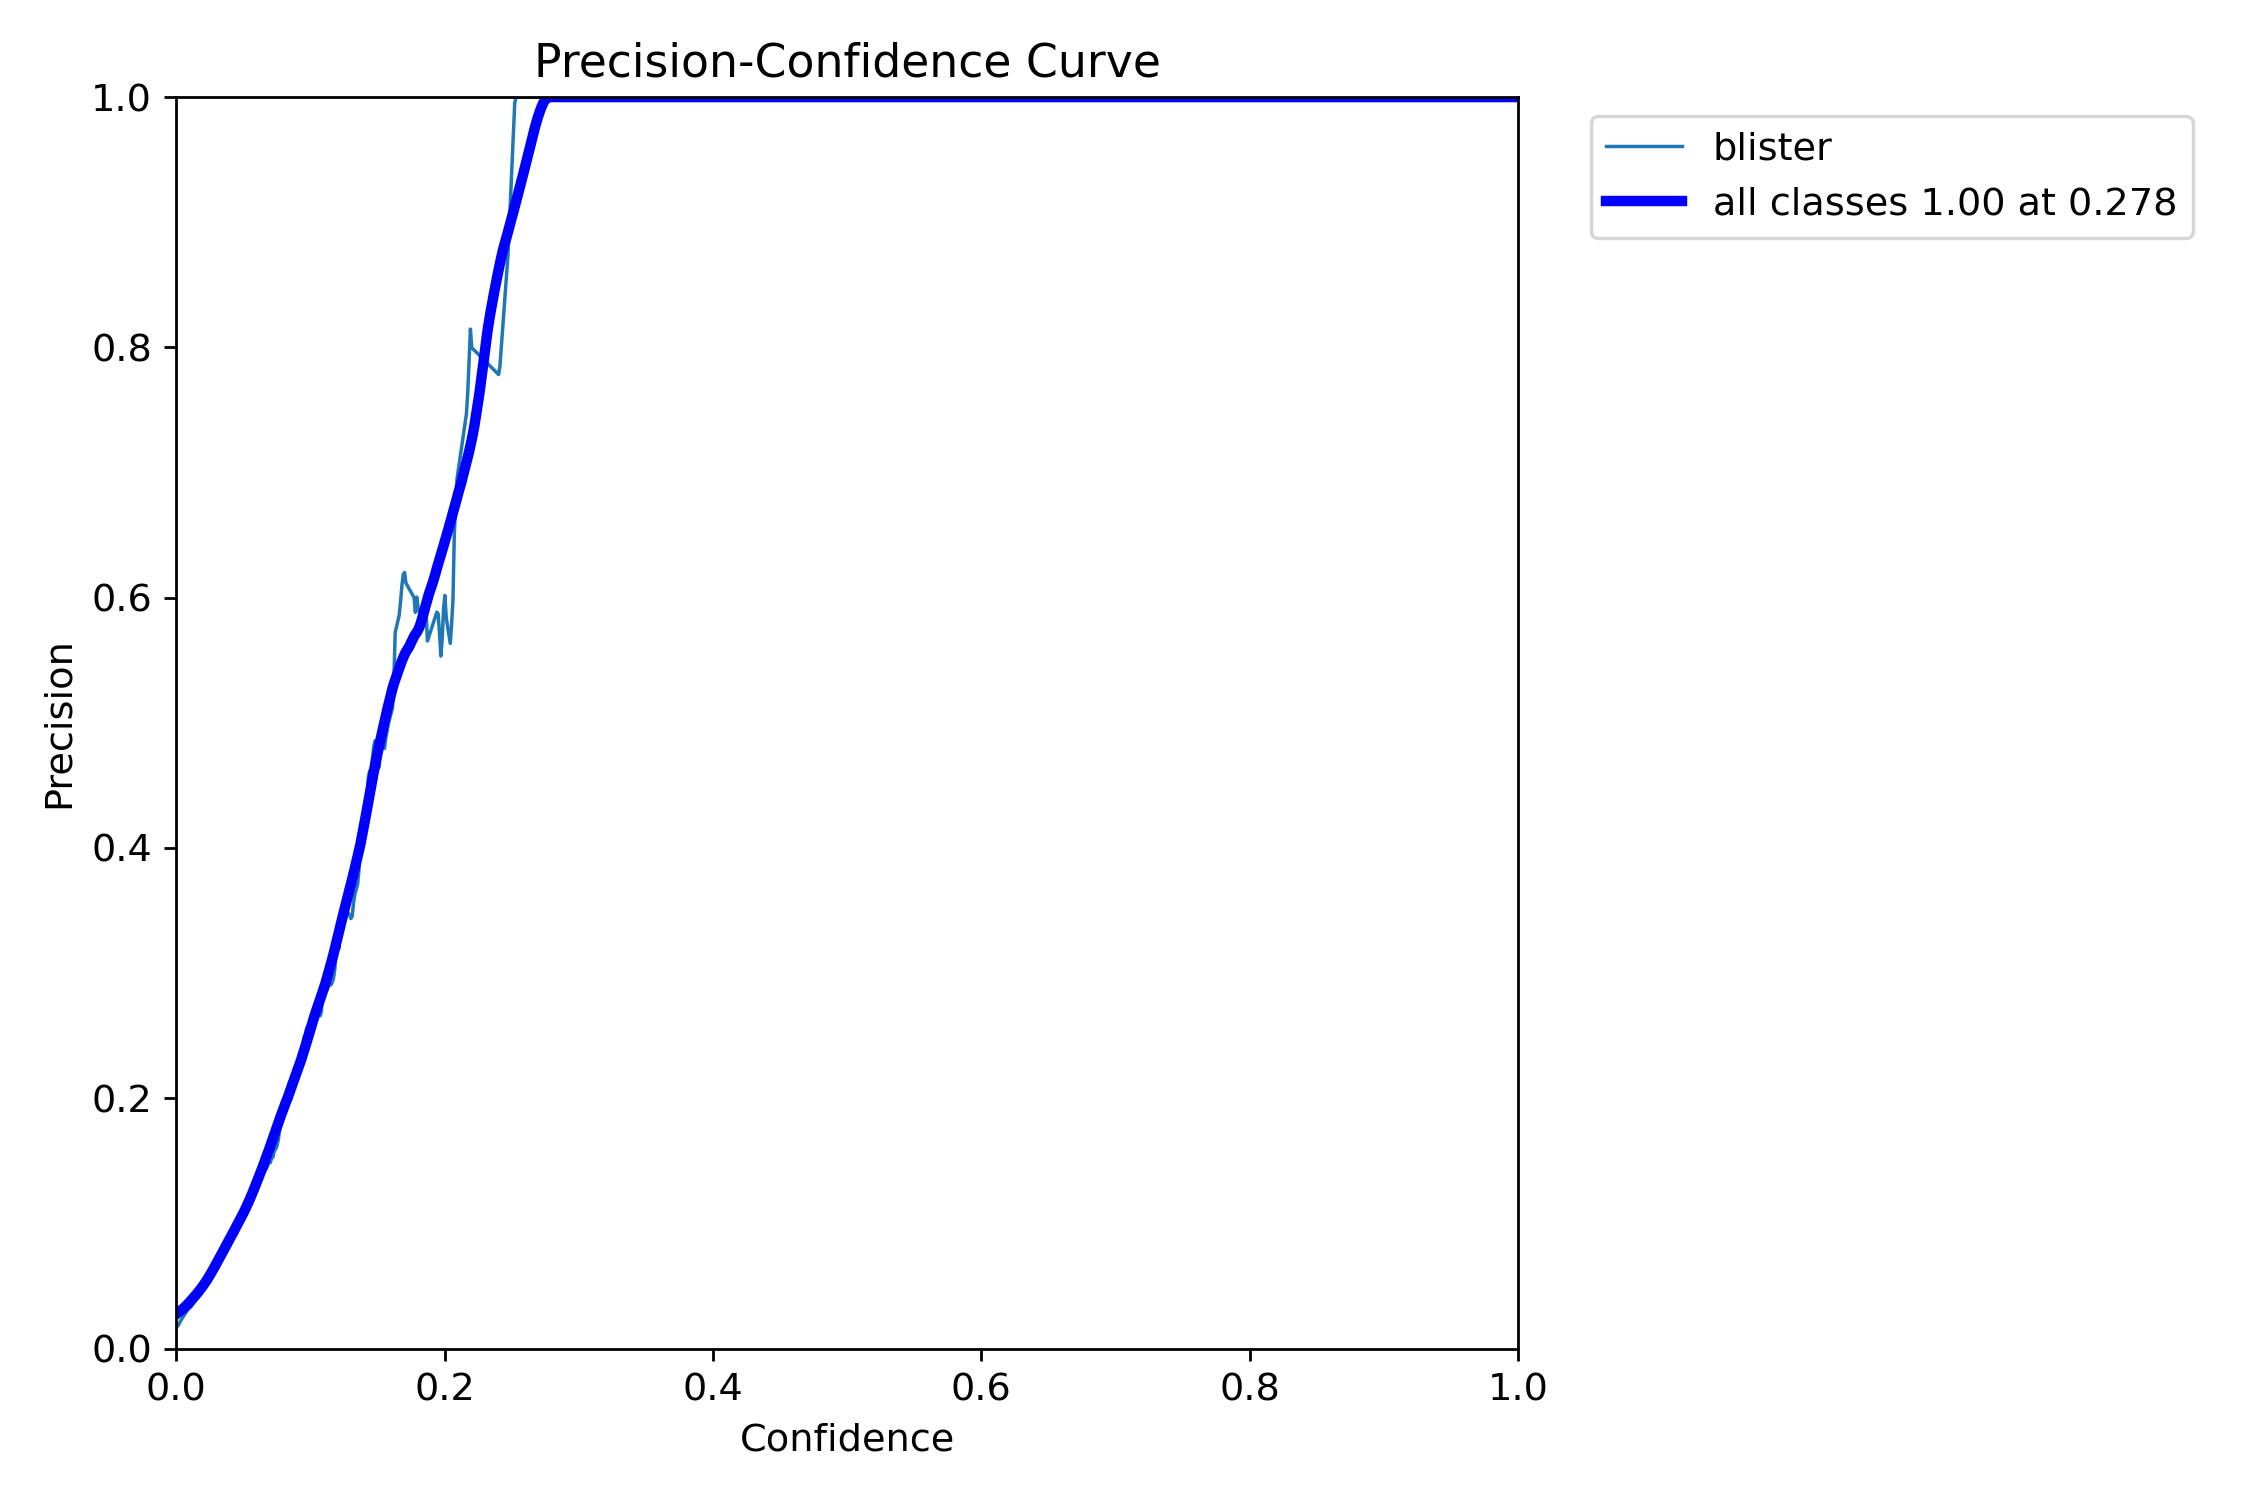 Precision-Confidence Curve
1.0
0.8
0.6
0.4
0.2
0.0
Precision
0.0 0.2 0.4 0.6 0.8 1.0
Confidence
blister
all classes 1.00 at 0.278